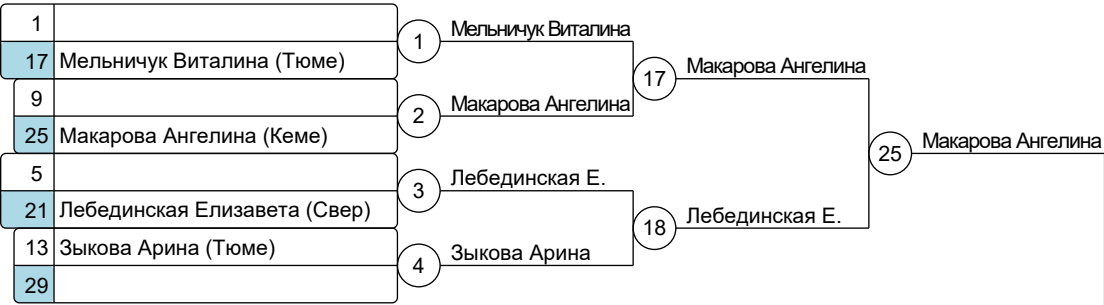 1
17 Мельничук Виталина (Тюме)
9
25 Макарова Ангелина (Кеме)
5
21 Лебединская Елизавета (Свер)
13 Зыкова Арина (Тюме)
29
1 Мельничук Виталина
2 Макарова Ангелина
3 Лебединская Е.
4 Зыкова Арина
17 Макарова Ангелина
18 Лебединская Е.
25 Макарова Ангелина